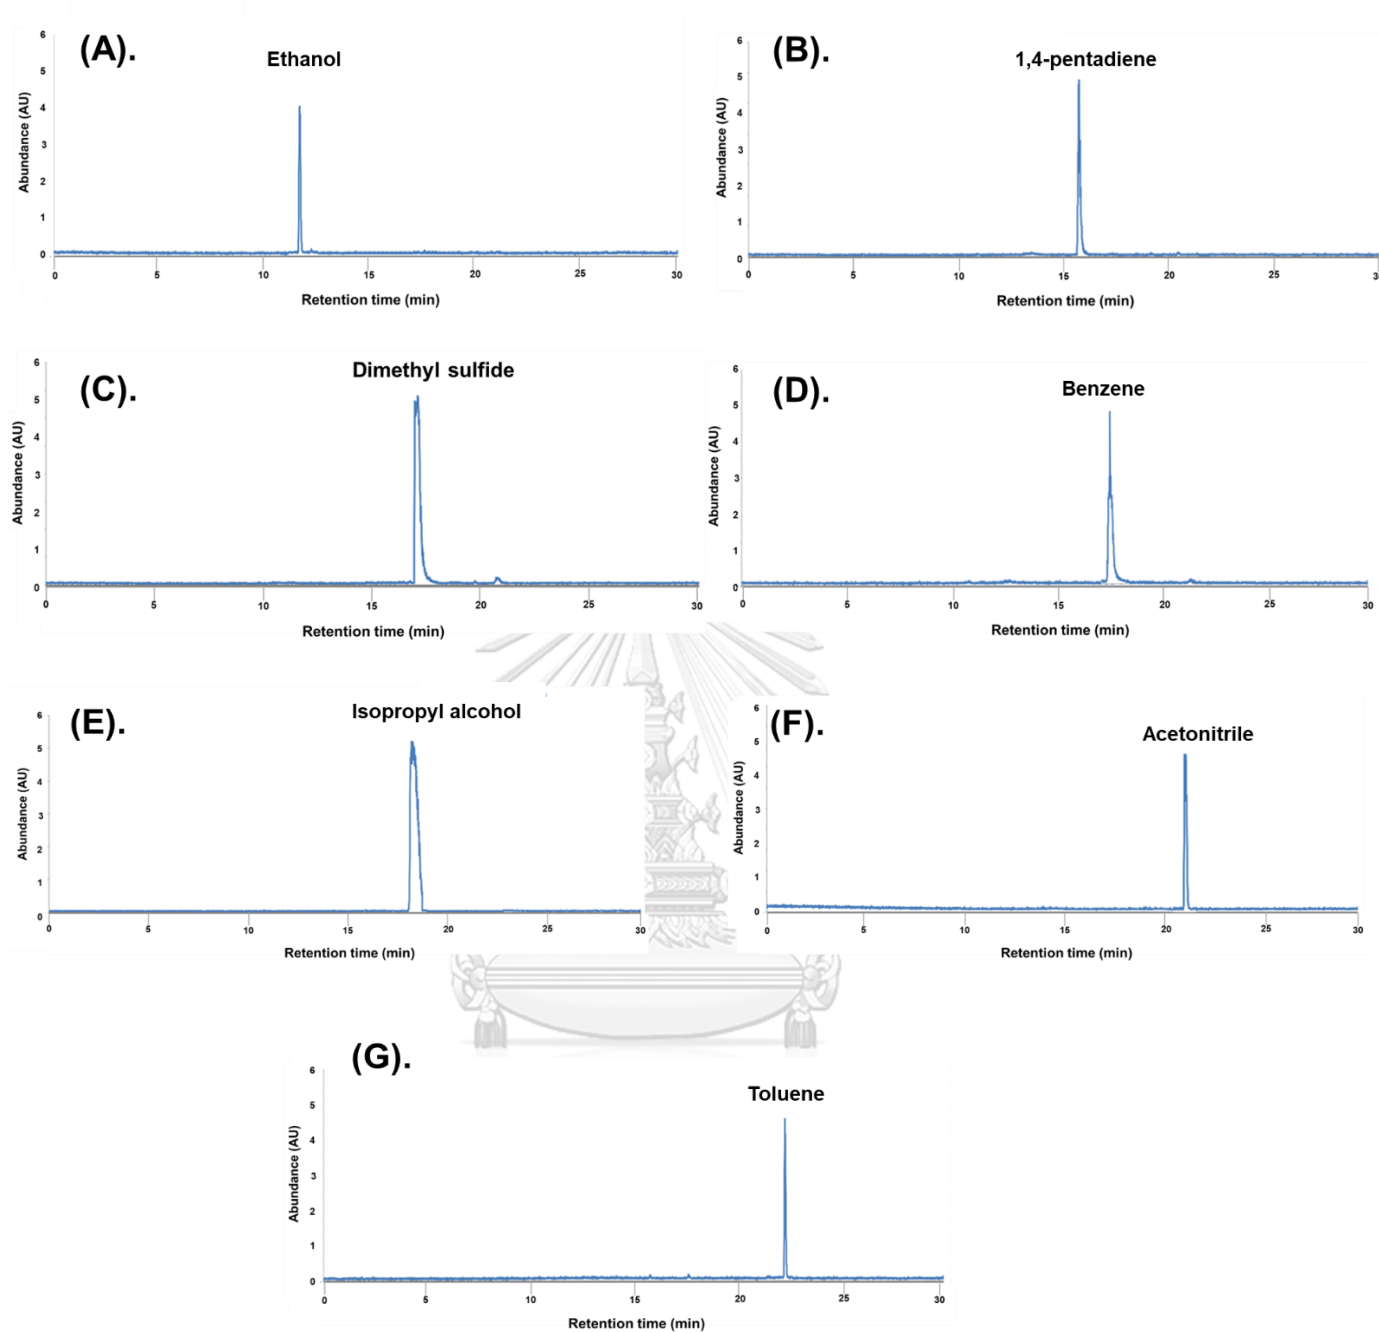 (A).
Ethanol
Abundance (AU)
6
5
4
3
2
1
0
0 5 10 15 20 25 30
Retention time (min)
(B).
1,4-pentadiene
Abundance (AU)
6
5
4
3
2
1
0
0 5 10 15 20 25 3
Retention time (min)
(C).
Dimethyl sulfide
Abundance (AU)
6
5
4
3
2
1
0
0 5 10 15 20 25 30
Retention time (min)
(D).
Benzene
Abundance (AU)
6
5
4
3
2
1
0
0 5 10 15 20 25 30
Retention time (min)
(E).
Isopropyl alcohol
Abundance (AU)
6
5
4
3
2
1
0
0 5 10 15 20 25 30
Retention time (min)
(F).
Acetonitrile
Abundance (AU)
6
5
4
3
2
1
0
0 5 10 15 20 25 30
Retention time (min)
(G).
Toluene
Abundance (AU)
6
5
4
3
2
1
0
0 5 10 15 20 25 30
Retention time (min)